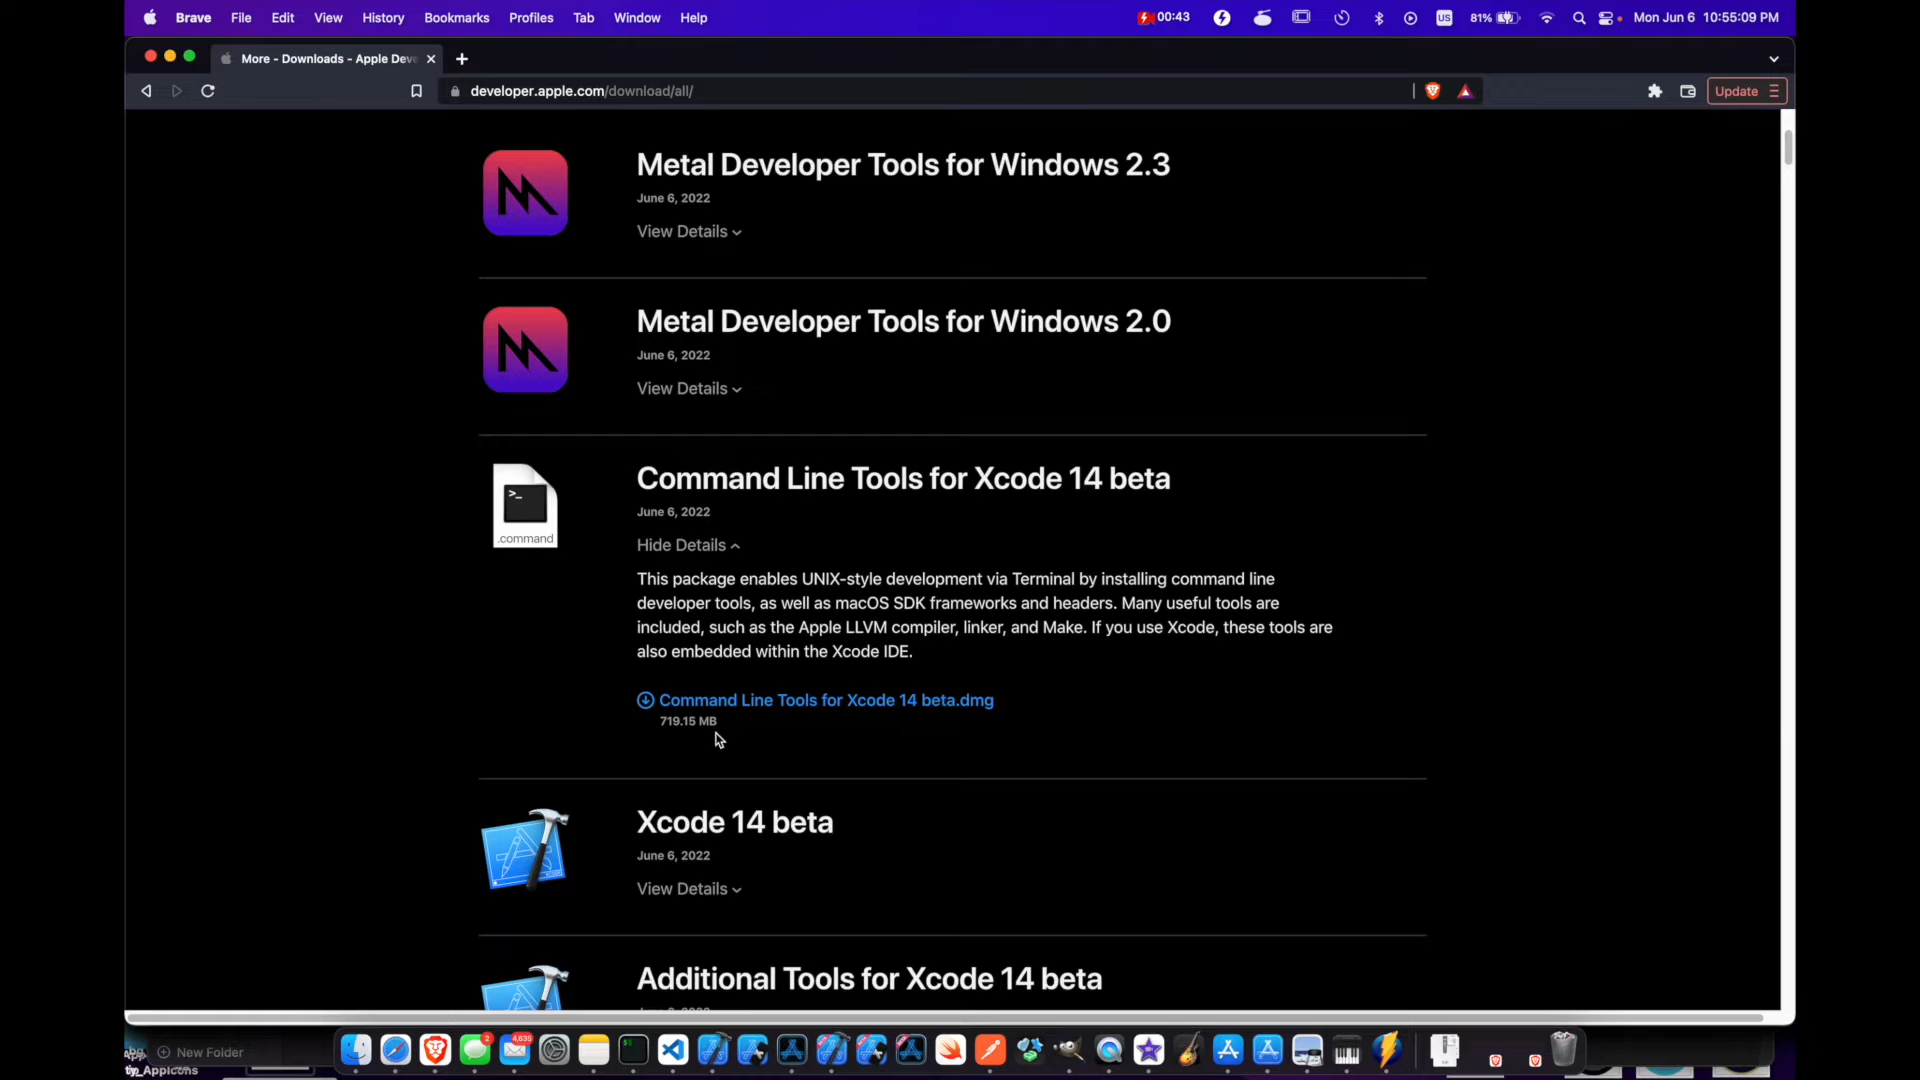 Brave File Edit View History Bookmarks Profiles Tab Window Help 00:43 US 81% Mon Jun 6 10:55:09 PM
More - Downloads - Apple Deve
developer.apple.com/download/all/ Update
Metal Developer Tools for Windows 2.3
June 6, 2022
View Details
Metal Developer Tools for Windows 2.0
June 6, 2022
View Details
>_
.command
Command Line Tools for Xcode 14 beta
June 6, 2022
Hide Details
This package enables UNIX-style development via Terminal by installing command line
developer tools, as well as macOS SDK frameworks and headers. Many useful tools are
included, such as the Apple LLVM compiler, linker, and Make. If you use Xcode, these tools are
also embedded within the Xcode IDE.
Command Line Tools for Xcode 14 beta.dmg
719.15 MB
Xcode 14 beta
June 6, 2022
View Details
Additional Tools for Xcode 14 beta
New Folder
2
4,635